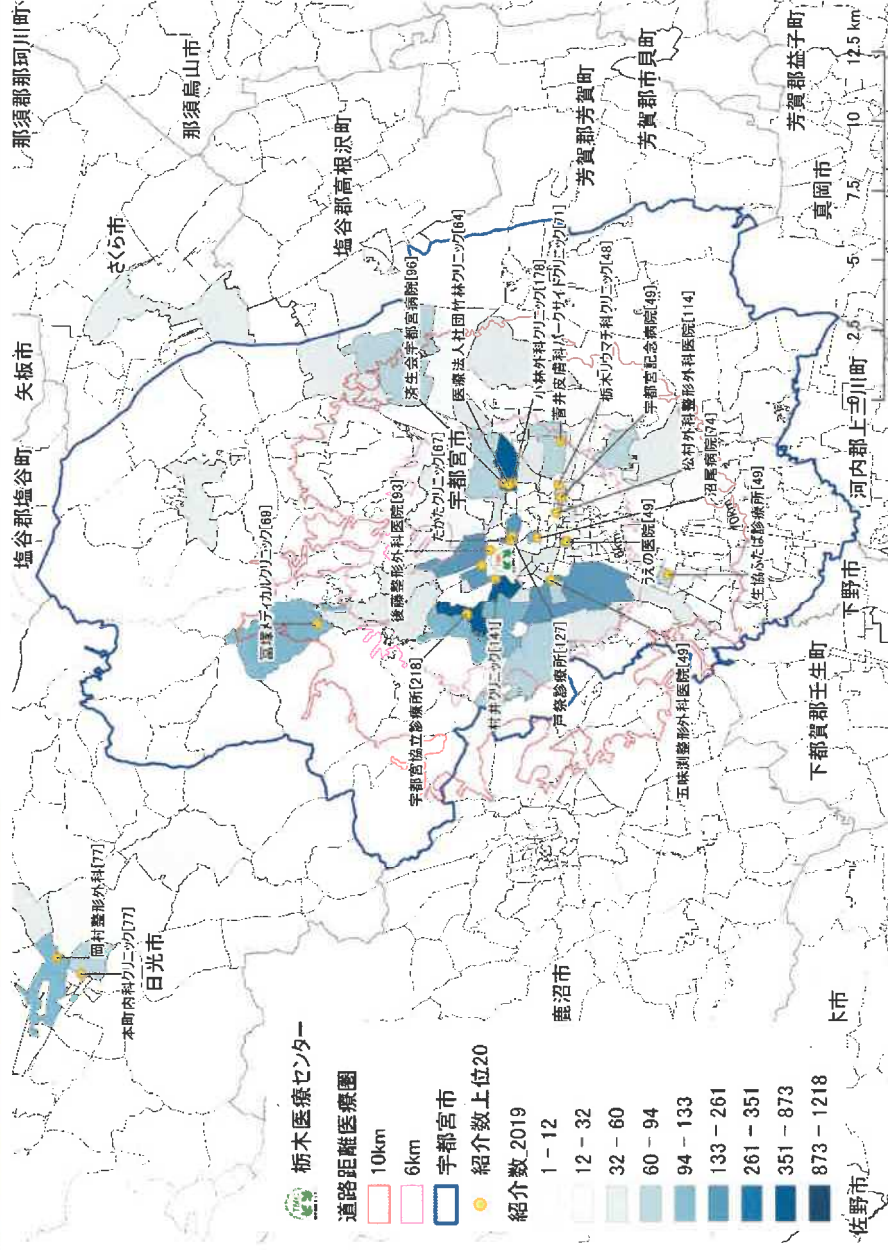 那須郡那珂川町
那須烏山市
さくら市
矢板市
塩谷郡塩谷町
塩谷郡高根沢町
芳賀郡芳賀町
芳賀郡市貝町
芳賀郡益子町
真岡市
河内郡上三川町
下野市
下都賀郡壬生町
鹿沼市
日光市
佐野市
宇都宮市
岡村整形外科[77]
本町内科クリニック[77]
冨塚メディカルクリニック[69]
後藤整形外科医院[93]
たかたクリニック[67]
済生会宇都宮病院[96]
医療法人社団竹林クリニック[64]
小林外科クリニック[178]
菅井皮膚科パークサイドクリニック[71]
栃木リウマチ科クリニック[48]
宇都宮記念病院[49]
松村外科整形外科医院[114]
沼尾病院[74]
生協ふたば診療所[49]
うえの医院[49]
五味渕整形外科医院[49]
戸祭診療所[127]
村井クリニック[141]
宇都宮協立診療所[218]
6km
10km
栃木医療センター
道路距離医療圏
10km
6km
宇都宮市
紹介数上位20
紹介数_2019
1 - 12
12 - 32
32 - 60
60 - 94
94 - 133
133 - 261
261 - 351
351 - 873
873 - 1218
0 2.5 5 7.5 10 12.5 km